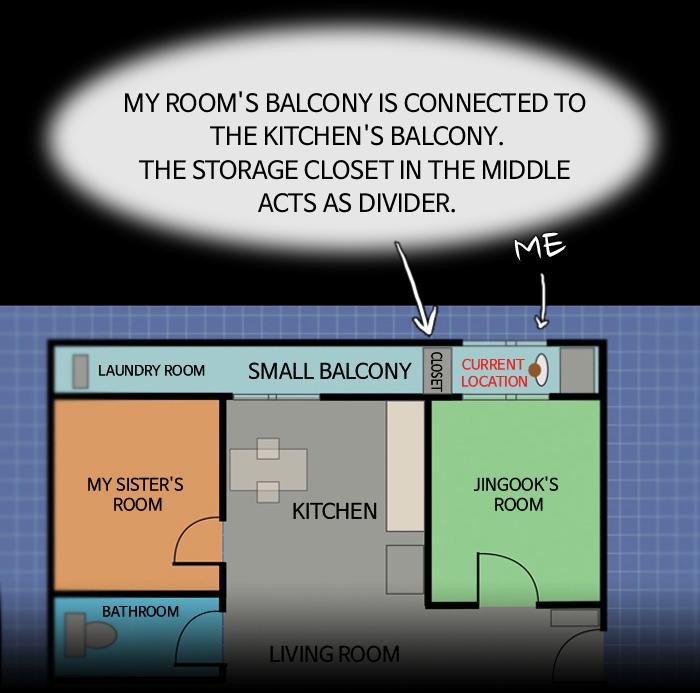 MY ROOM'S BALCONY IS CONNECTED TO
THE KITCHEN'S BALCONY.
THE STORAGE CLOSET IN THE MIDDLE
ACTS AS DIVIDER.
ME
LAUNDRY ROOM
SMALL BALCONY
CLOSET
CURRENT
LOCATION
MY SISTER'S
ROOM
KITCHEN
JINGOOK'S
ROOM
BATHROOM
LIVING ROOM